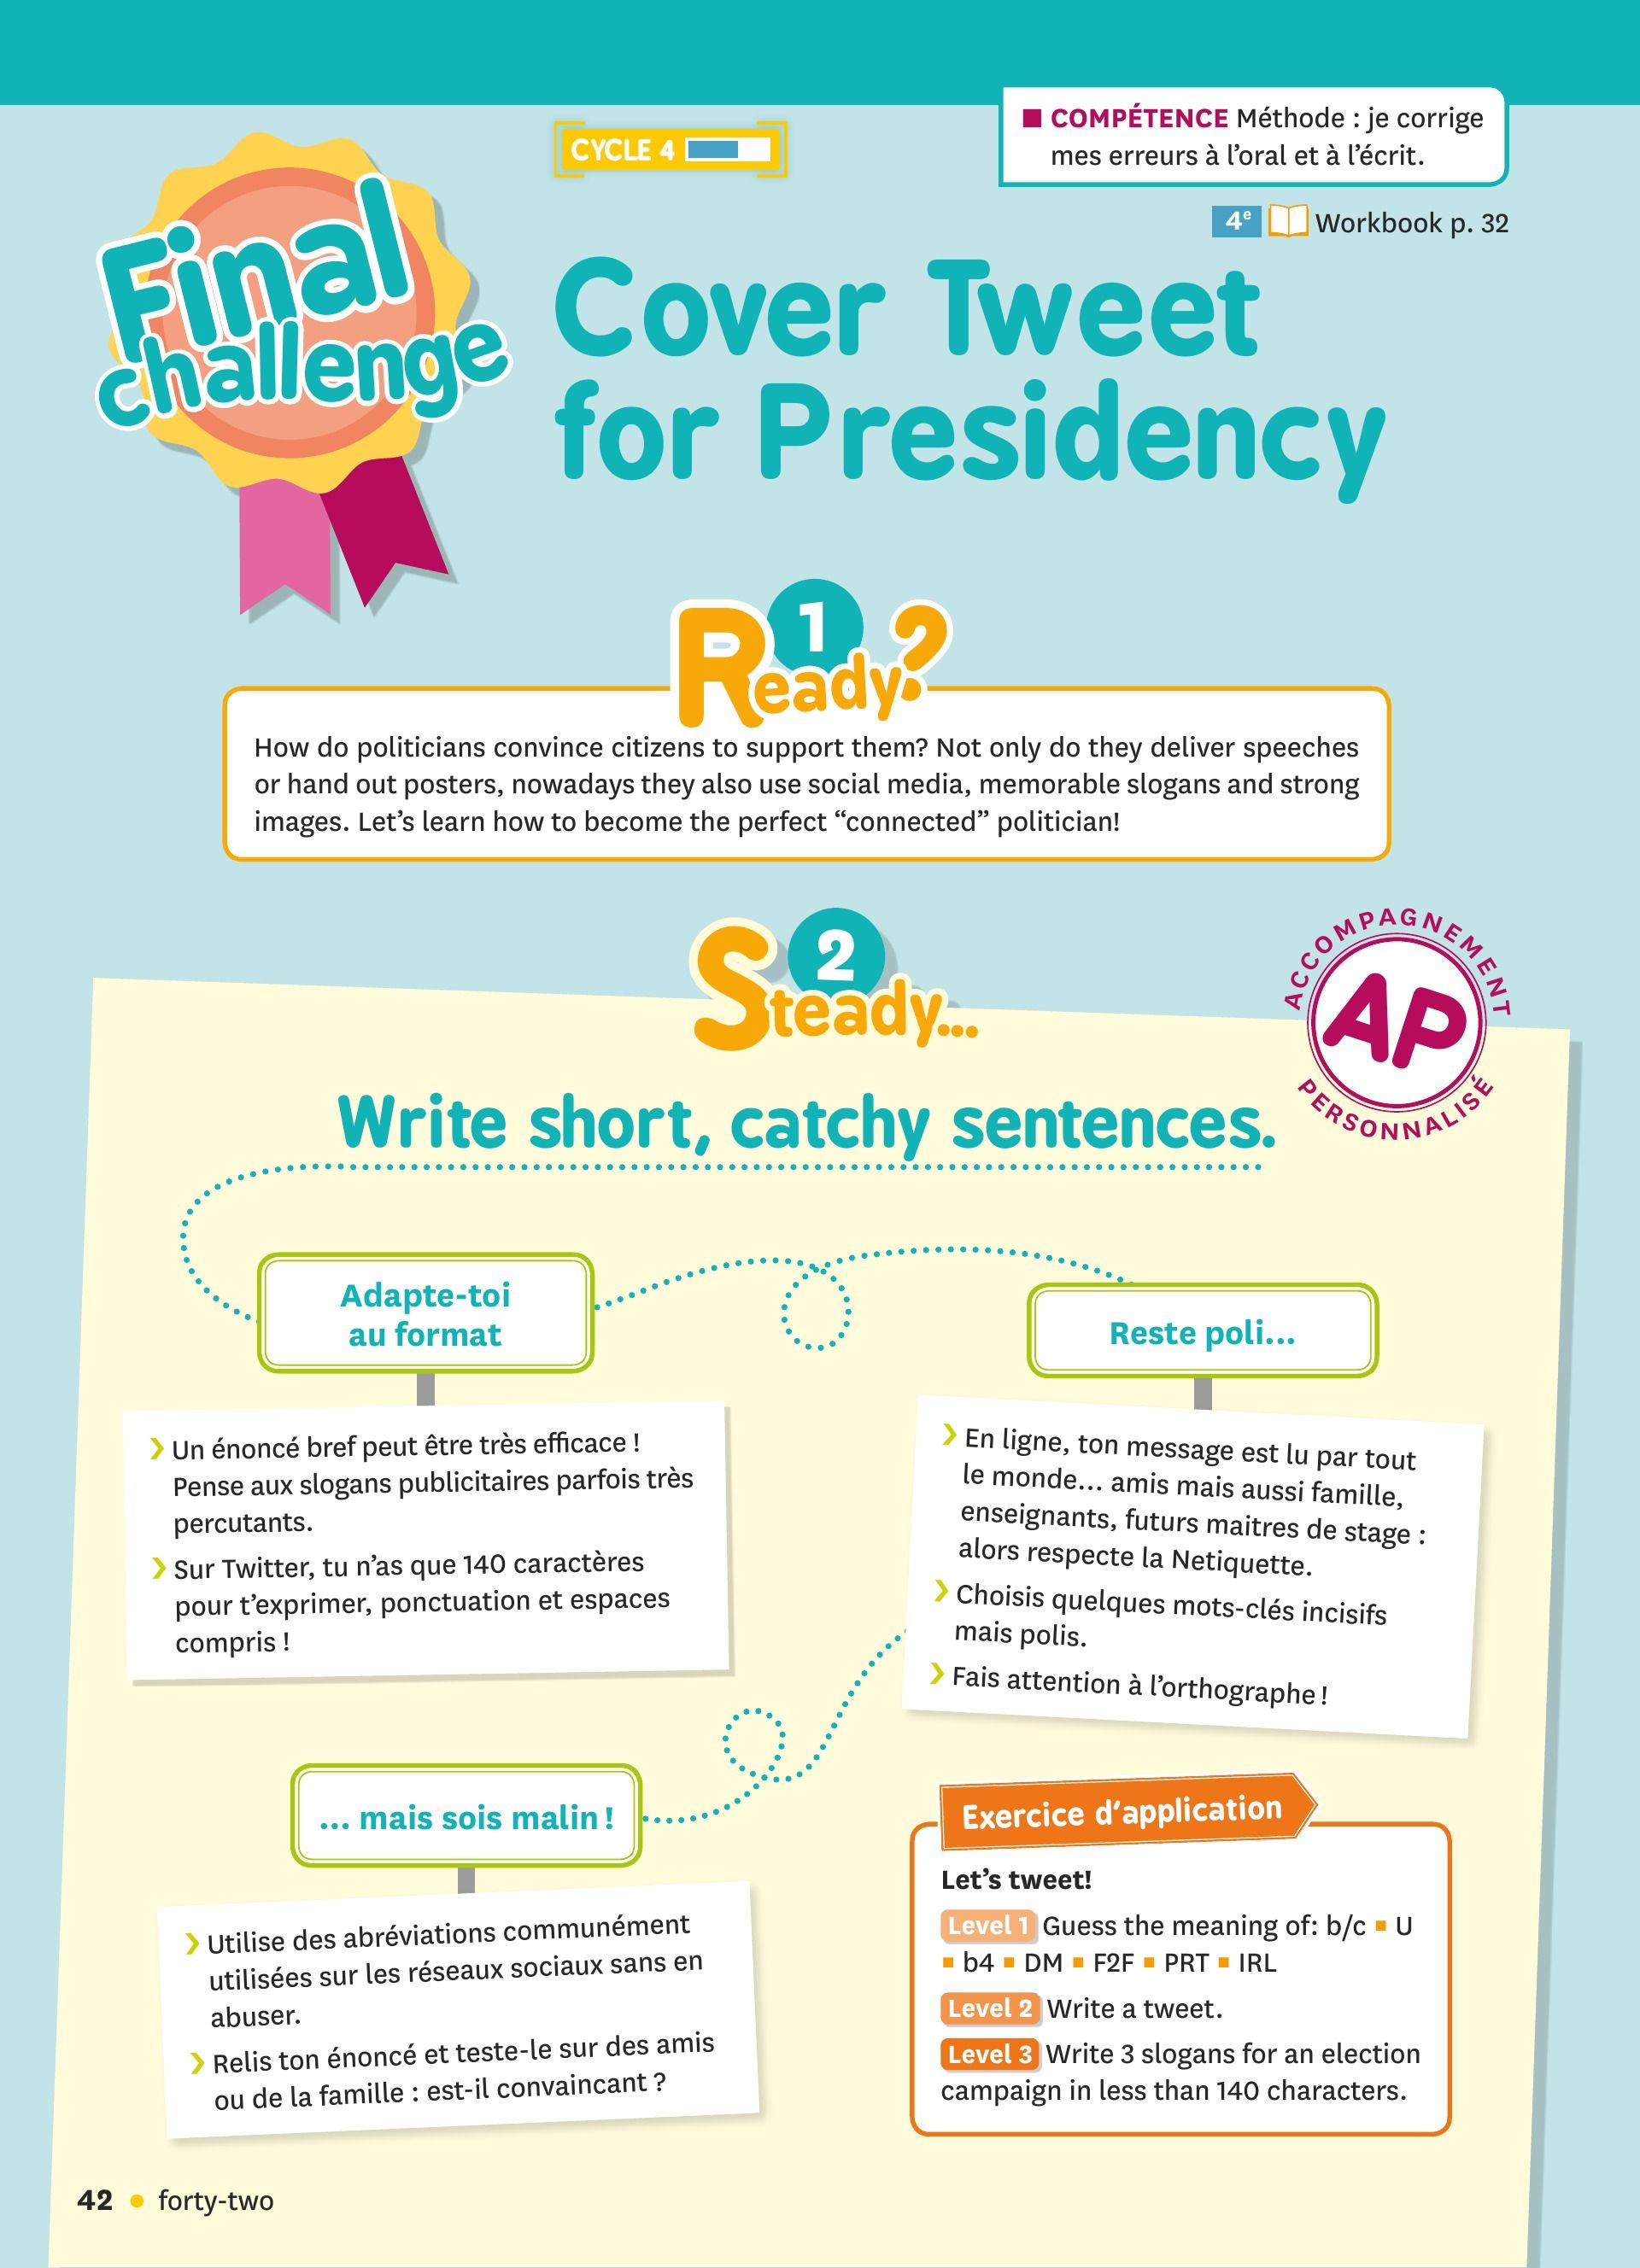 COMPÉTENCE Méthode : je corrige
mes erreurs à l’oral et à l’écrit.
CYCLE 4
4e Workbook p. 32
Final
challenge
Cover Tweet
for Presidency
1
Ready?
How do politicians convince citizens to support them? Not only do they deliver speeches
or hand out posters, nowadays they also use social media, memorable slogans and strong
images. Let’s learn how to become the perfect “connected” politician!
2
Steady...
ACCOMPAGNEMENT
AP
PERSONNALISÉ
Write short, catchy sentences.
Adapte-toi
au format
› Un énoncé bref peut être très efficace !
Pense aux slogans publicitaires parfois très
percutants.
› Sur Twitter, tu n’as que 140 caractères
pour t’exprimer, ponctuation et espaces
compris !
Reste poli...
› En ligne, ton message est lu par tout
le monde... amis mais aussi famille,
enseignants, futurs maitres de stage :
alors respecte la Netiquette.
› Choisis quelques mots-clés incisifs
mais polis.
› Fais attention à l’orthographe !
... mais sois malin !
› Utilise des abréviations communément
utilisées sur les réseaux sociaux sans en
abuser.
› Relis ton énoncé et teste-le sur des amis
ou de la famille : est-il convaincant ?
Exercice d’application
Let’s tweet!
Level 1 Guess the meaning of: b/c ▪ U
▪ b4 ▪ DM ▪ F2F ▪ PRT ▪ IRL
Level 2 Write a tweet.
Level 3 Write 3 slogans for an election
campaign in less than 140 characters.
42 • forty-two